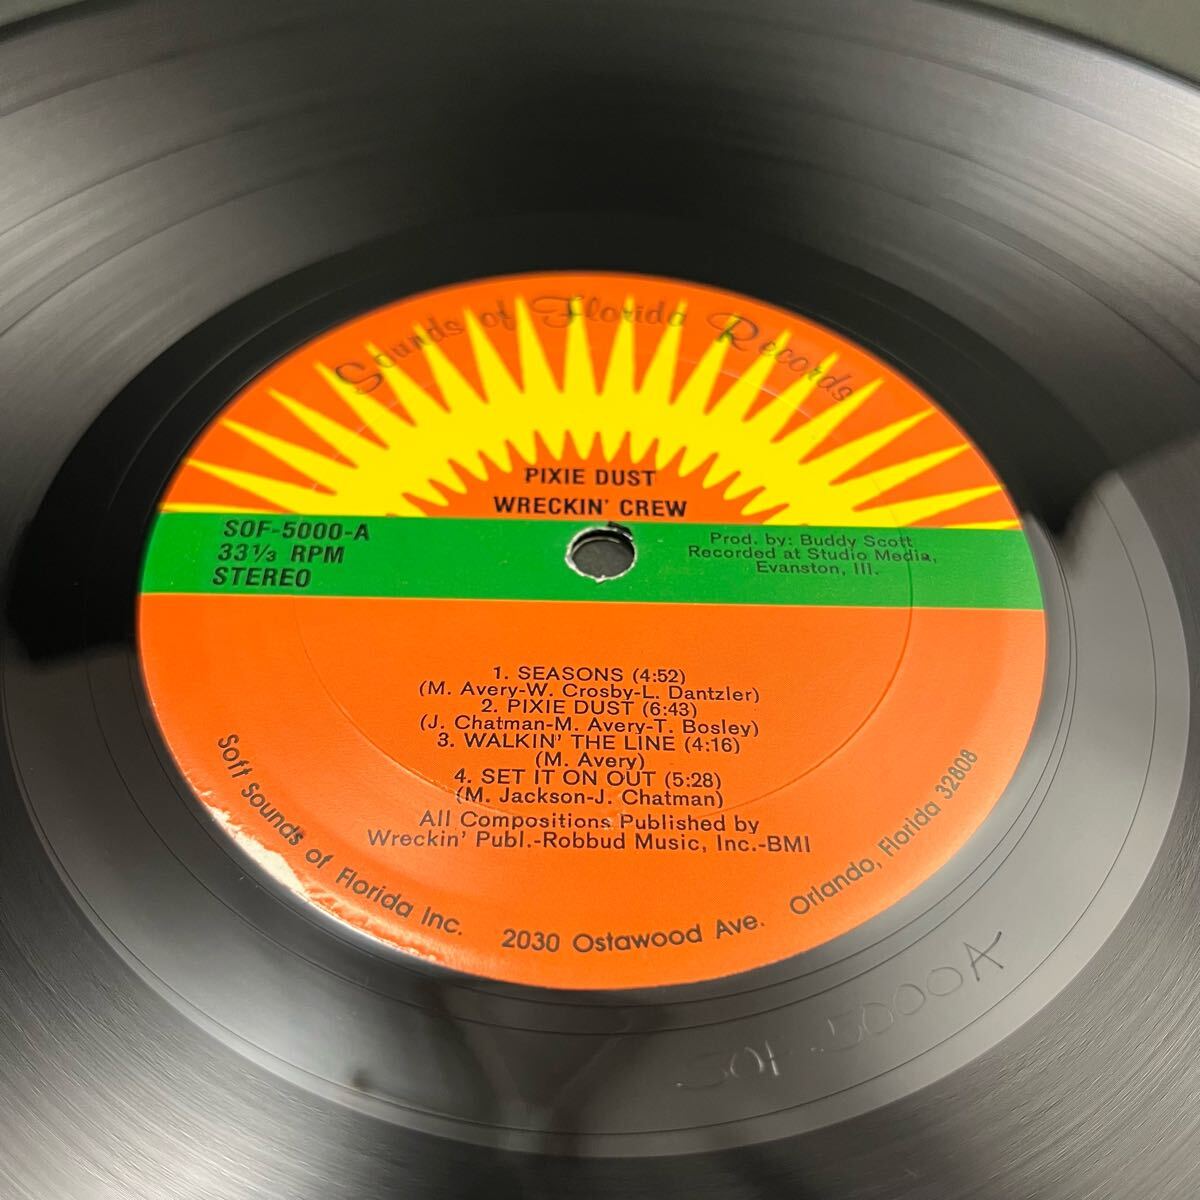 Sounds of Florida Records
PIXIE DUST
WRECKIN' CREW
SOF-5000-A
33⅓ RPM
STEREO
Prod. by: Buddy Scott
Recorded at Studio Media,
Evanston, Ill.
1. SEASONS (4:52)
(M. Avery-W. Crosby-L. Dantzler)
2. PIXIE DUST (6:43)
(J. Chatman-M. Avery-T. Bosley)
3. WALKIN' THE LINE (4:16)
(M. Avery)
4. SET IT ON OUT (5:28)
(M. Jackson-J. Chatman)
All Compositions Published by
Wreckin' Publ.-Robbud Music, Inc.-BMI
Soft Sounds of Florida Inc. 2030 Ostawood Ave. Orlando, Florida 32808
SOF-5000A